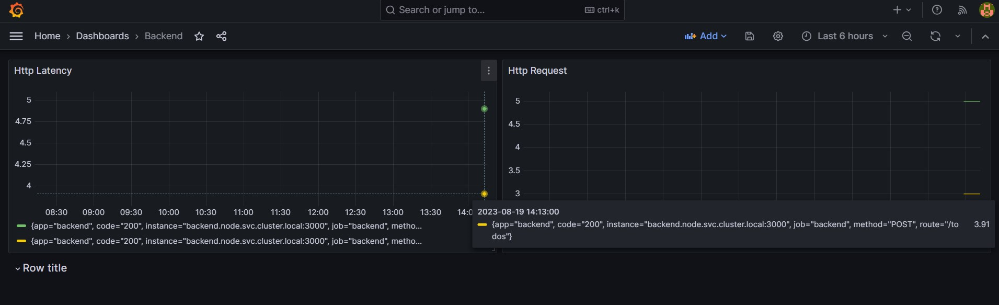 Search or jump to... ctrl+k
Home › Dashboards › Backend Add Last 6 hours
Http Latency
5
4.75
4.5
4.25
4
08:30 09:00 09:30 10:00 10:30 11:00 11:30 12:00 12:30 13:00 13:30
{app="backend", code="200", instance="backend.node.svc.cluster.local:3000", job="backend", metho...
{app="backend", code="200", instance="backend.node.svc.cluster.local:3000", job="backend", metho...
Http Request
5
4.5
4
3.5
3
2023-08-19 14:13:00
{app="backend", code="200", instance="backend.node.svc.cluster.local:3000", job="backend", method="POST", route="/to 3.91
dos"}
Row title